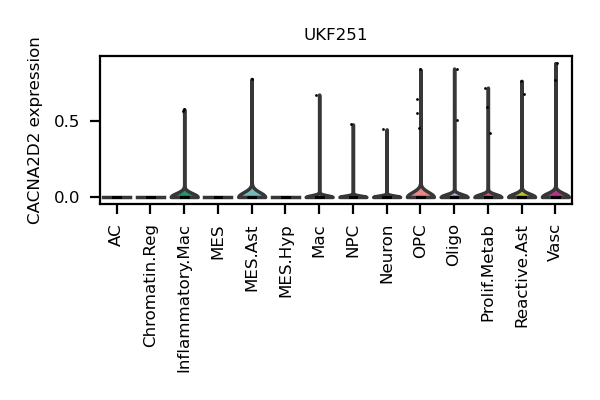 UKF251
CACNA2D2 expression
0.5
0.0
AC
Chromatin.Reg
Inflammatory.Mac
MES
MES.Ast
MES.Hyp
Mac
NPC
Neuron
OPC
Oligo
Prolif.Metab
Reactive.Ast
Vasc